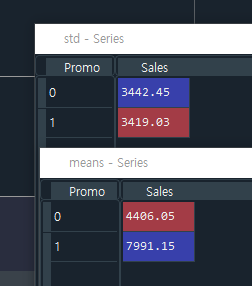 std - Series
Promo Sales
0 3442.45
1 3419.03
means - Series
Promo Sales
0 4406.05
1 7991.15